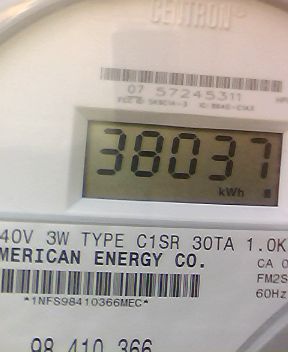 CENTRON®
07 57245311
38037
kWh
40V 3W TYPE C1SR 30TA 1.0K
MERICAN ENERGY CO.
CA 0
FM2S
60Hz
*1NFS98410366MEC*
98 410 366